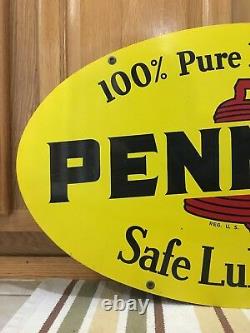 100% Pure
PENN
REG. U. S.
Safe Lu